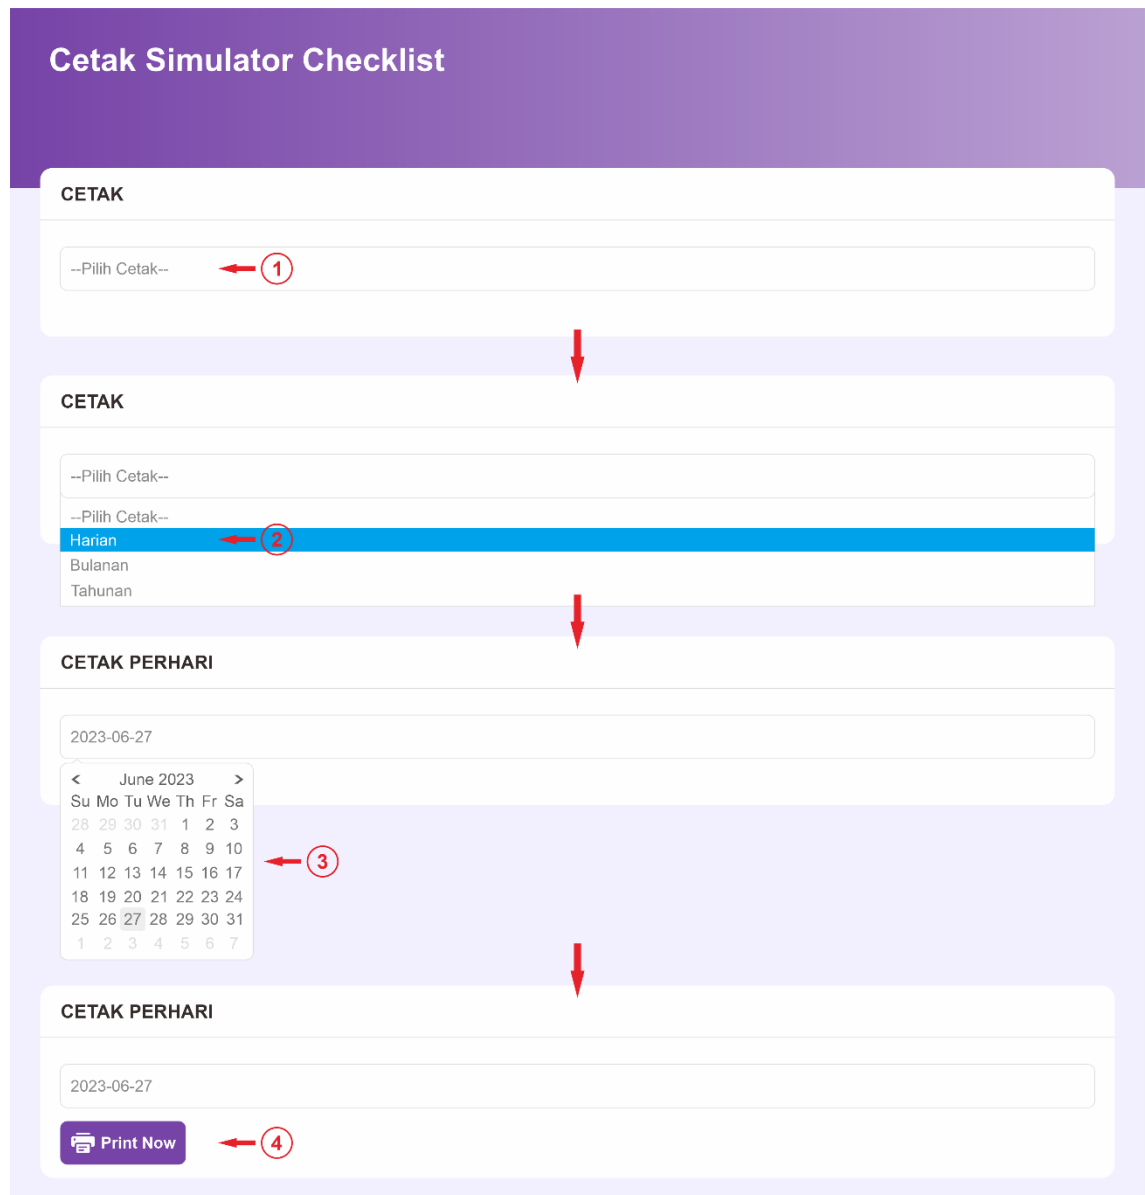 Cetak Simulator Checklist
CETAK
--Pilih Cetak--
1
CETAK
--Pilih Cetak--
--Pilih Cetak--
Harian
2
Bulanan
Tahunan
CETAK PERHARI
2023-06-27
< June 2023 >
Su Mo Tu We Th Fr Sa
28 29 30 31 1 2 3
4 5 6 7 8 9 10
3
11 12 13 14 15 16 17
18 19 20 21 22 23 24
25 26 27 28 29 30 31
1 2 3 4 5 6 7
CETAK PERHARI
2023-06-27
Print Now
4